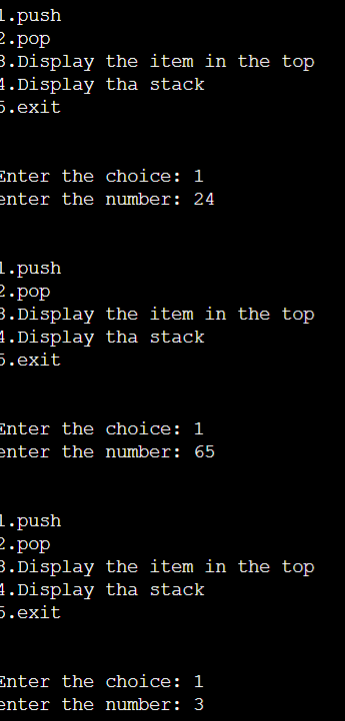 1.push
2.pop
3.Display the item in the top
4.Display tha stack
5.exit
Enter the choice: 1
enter the number: 24
1.push
2.pop
3.Display the item in the top
4.Display tha stack
5.exit
Enter the choice: 1
enter the number: 65
1.push
2.pop
3.Display the item in the top
4.Display tha stack
5.exit
Enter the choice: 1
enter the number: 3